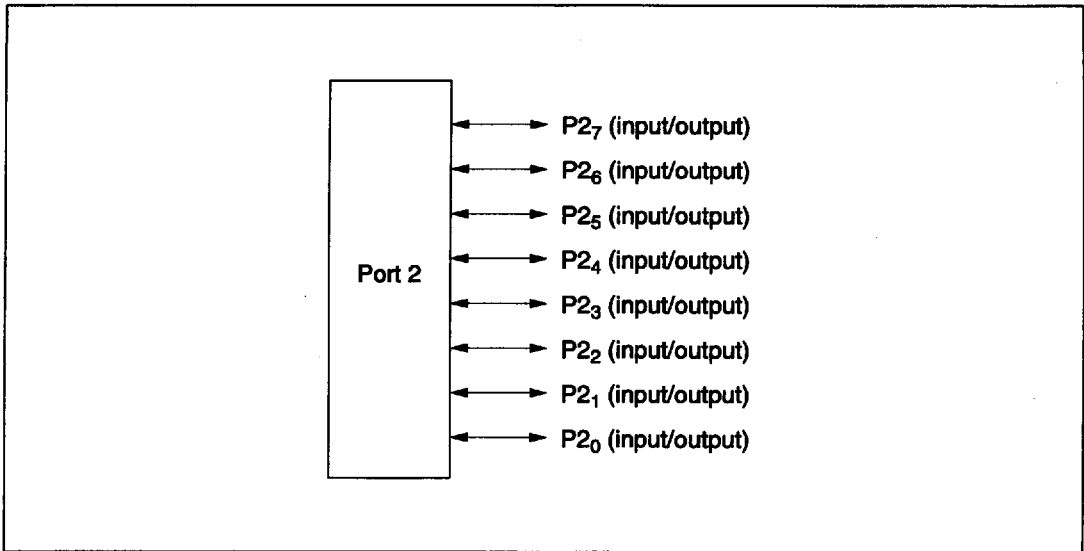 P2₇ (input/output)
P2₆ (input/output)
P2₅ (input/output)
P2₄ (input/output)
Port 2
P2₃ (input/output)
P2₂ (input/output)
P2₁ (input/output)
P2₀ (input/output)